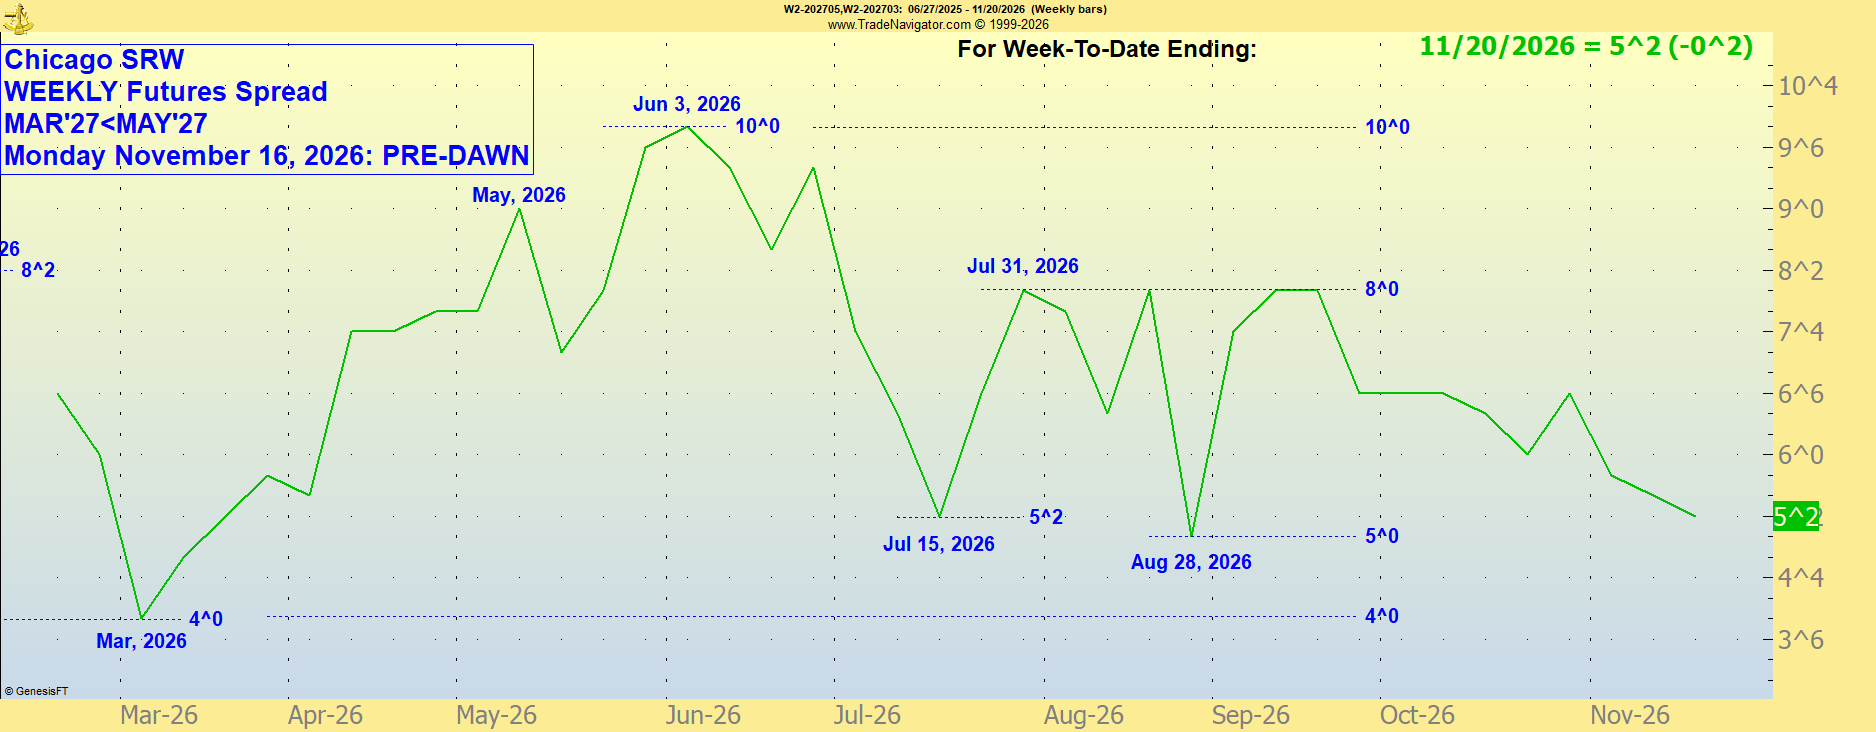 W2-202705,W2-202703: 06/27/2025 - 11/20/2026 (Weekly bars)
www.TradeNavigator.com © 1999-2026
Chicago SRW
WEEKLY Futures Spread
MAR'27<MAY'27
Monday November 16, 2026: PRE-DAWN
For Week-To-Date Ending:
11/20/2026 = 5^2 (-0^2)
26
8^2
Mar, 2026
4^0
May, 2026
Jun 3, 2026
10^0
10^0
Jul 31, 2026
8^0
5^2
Jul 15, 2026
5^0
Aug 28, 2026
4^0
10^4
9^6
9^0
8^2
7^4
6^6
6^0
5^2
4^4
3^6
© GenesisFT
Mar-26
Apr-26
May-26
Jun-26
Jul-26
Aug-26
Sep-26
Oct-26
Nov-26